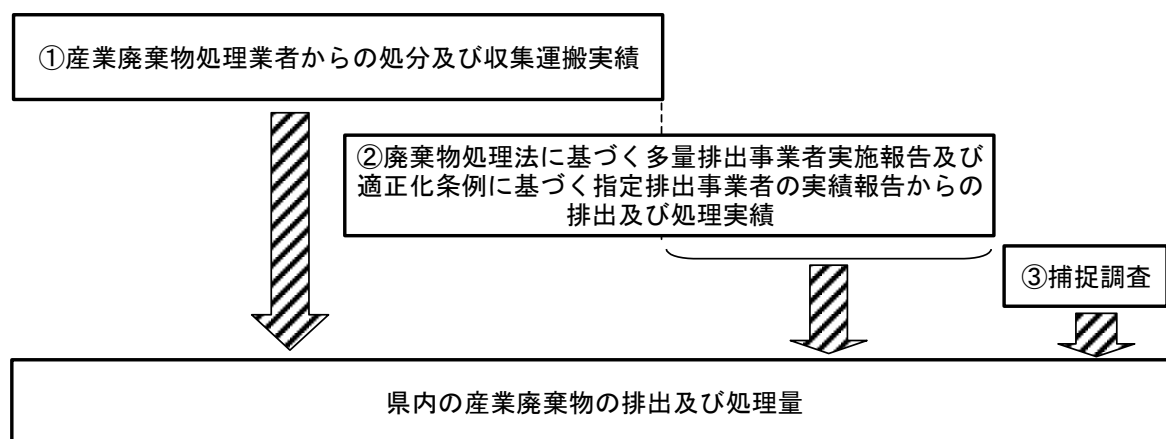 ①産業廃棄物処理業者からの処分及び収集運搬実績
②廃棄物処理法に基づく多量排出事業者実施報告及び
適正化条例に基づく指定排出事業者の実績報告からの
排出及び処理実績
③捕捉調査
県内の産業廃棄物の排出及び処理量